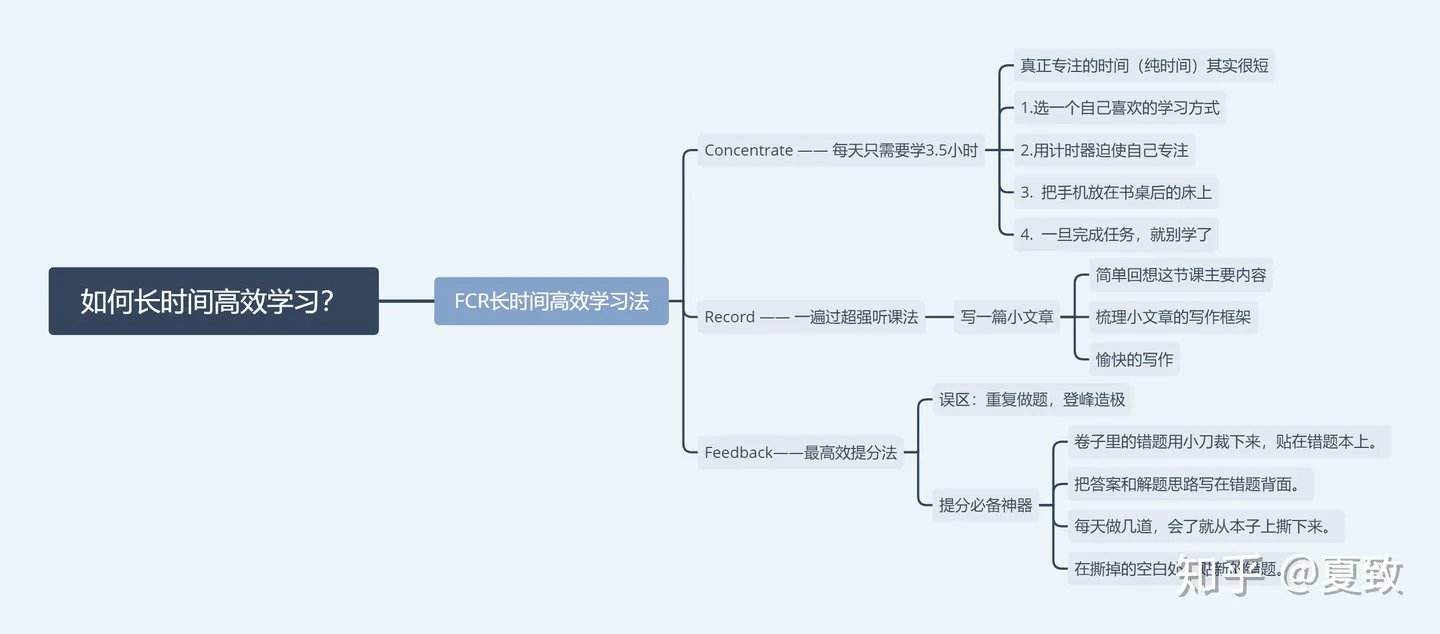 如何长时间高效学习？
FCR长时间高效学习法
Concentrate —— 每天只需要学3.5小时
真正专注的时间（纯时间）其实很短
1.选一个自己喜欢的学习方式
2.用计时器迫使自己专注
3. 把手机放在书桌后的床上
4. 一旦完成任务，就别学了
Record —— 一遍过超强听课法
写一篇小文章
简单回想这节课主要内容
梳理小文章的写作框架
愉快的写作
Feedback——最高效提分法
误区：重复做题，登峰造极
提分必备神器
卷子里的错题用小刀裁下来，贴在错题本上。
把答案和解题思路写在错题背面。
每天做几道，会了就从本子上撕下来。
在撕掉的空白处贴新的错题。
知乎 @夏致